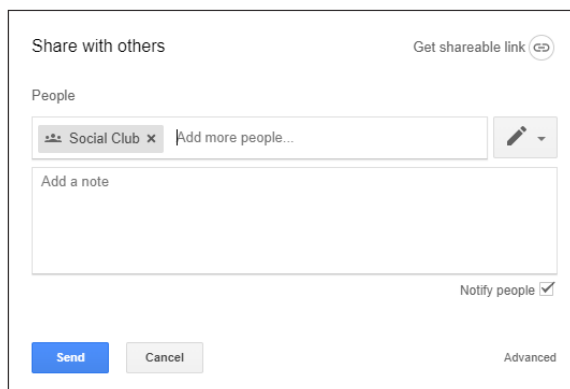 Share with others
Get shareable link
People
Social Club × Add more people...
Add a note
Notify people
Send Cancel
Advanced